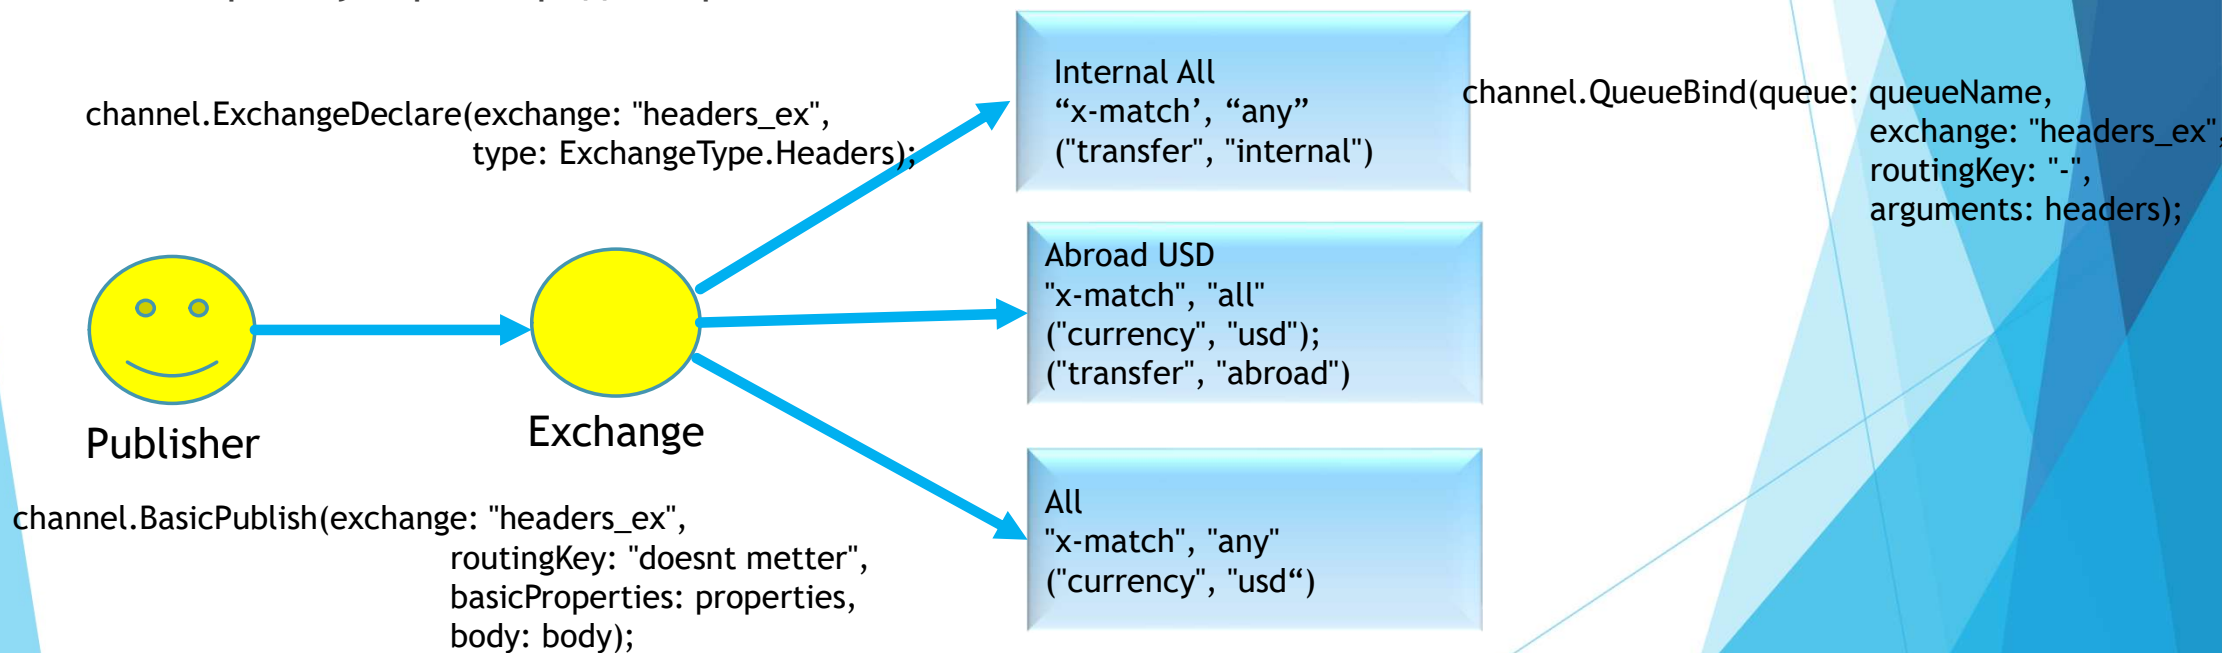 channel.ExchangeDeclare(exchange: "headers_ex",
type: ExchangeType.Headers);
Publisher
Exchange
channel.BasicPublish(exchange: "headers_ex",
routingKey: "doesnt metter",
basicProperties: properties,
body: body);
Internal All
“x-match’, “any”
("transfer", "internal")
Abroad USD
"x-match", "all"
("currency", "usd");
("transfer", "abroad")
All
"x-match", "any"
("currency", "usd“)
channel.QueueBind(queue: queueName,
exchange: "headers_ex",
routingKey: "-",
arguments: headers);